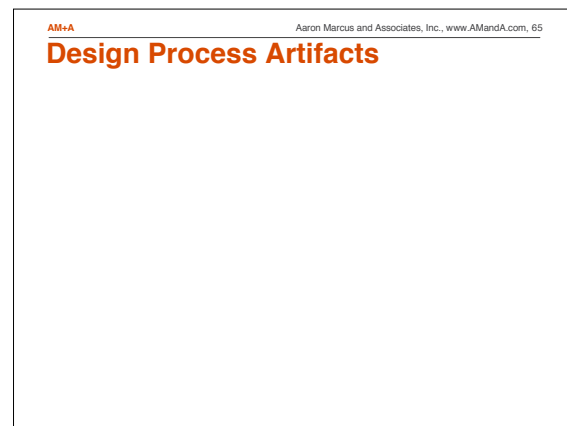 AM+A Aaron Marcus and Associates, Inc., www.AMandA.com, 65
Design Process Artifacts